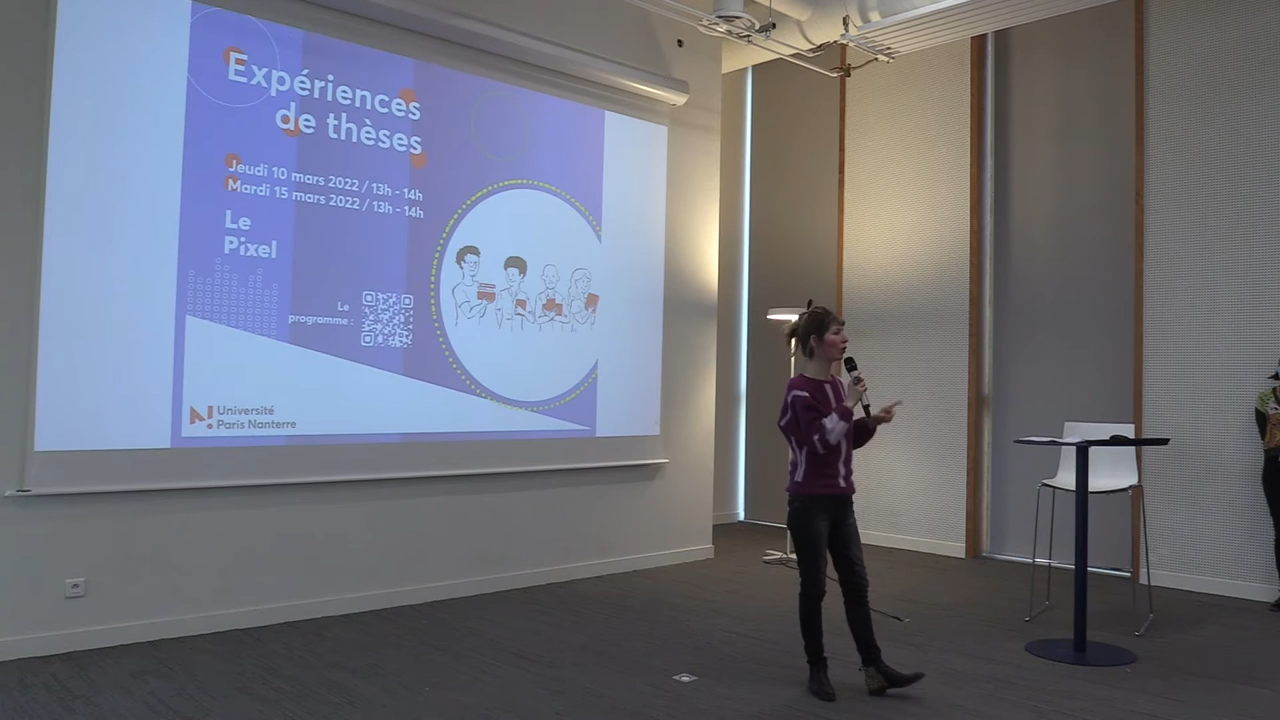 Expériences
de thèses
Jeudi 10 mars 2022 / 13h - 14h
Mardi 15 mars 2022 / 13h - 14h
Le
Pixel
Le
programme :
N! Université
Paris Nanterre